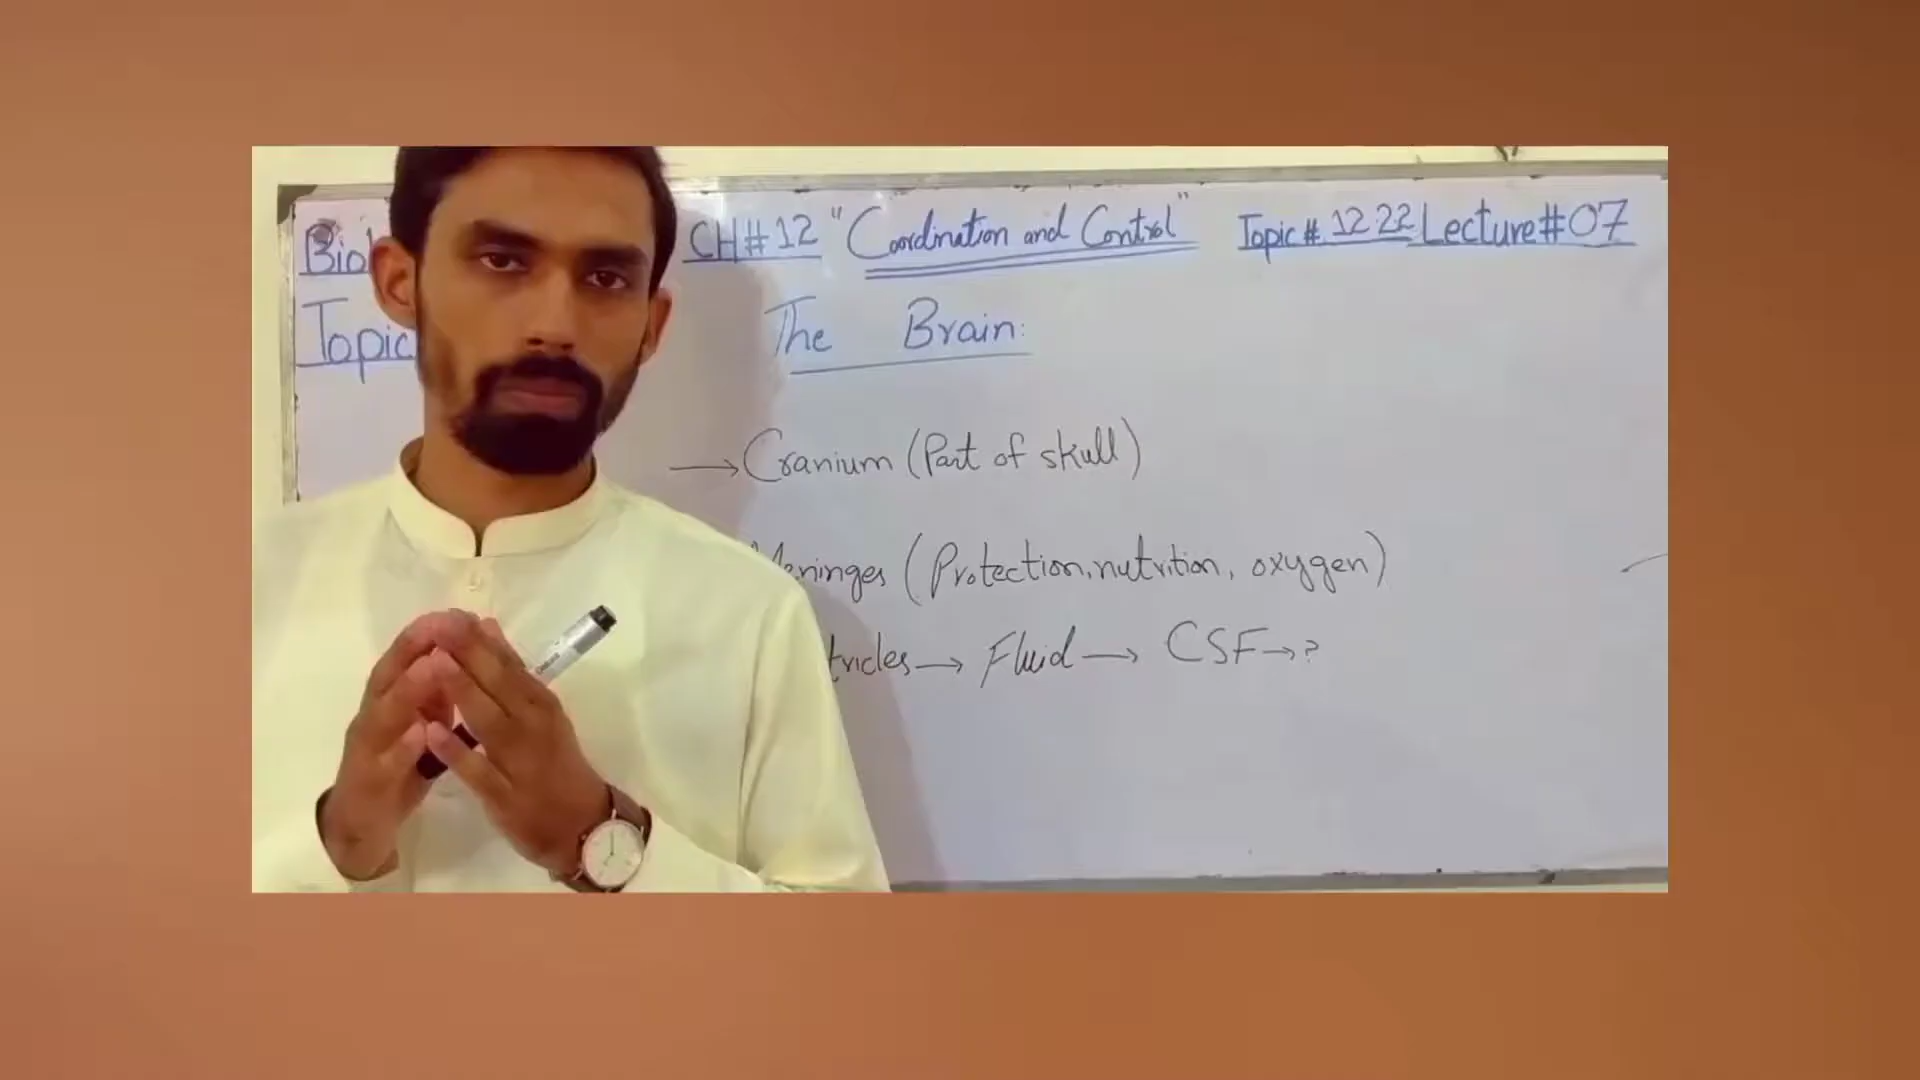 Biol CH#12 "Coordination and Control" Topic #. 12.22 Lecture#07
Topic The Brain:
→ Cranium (Part of skull)
Meninges (Protection, nutrition, oxygen)
tricles → Fluid → CSF → ?